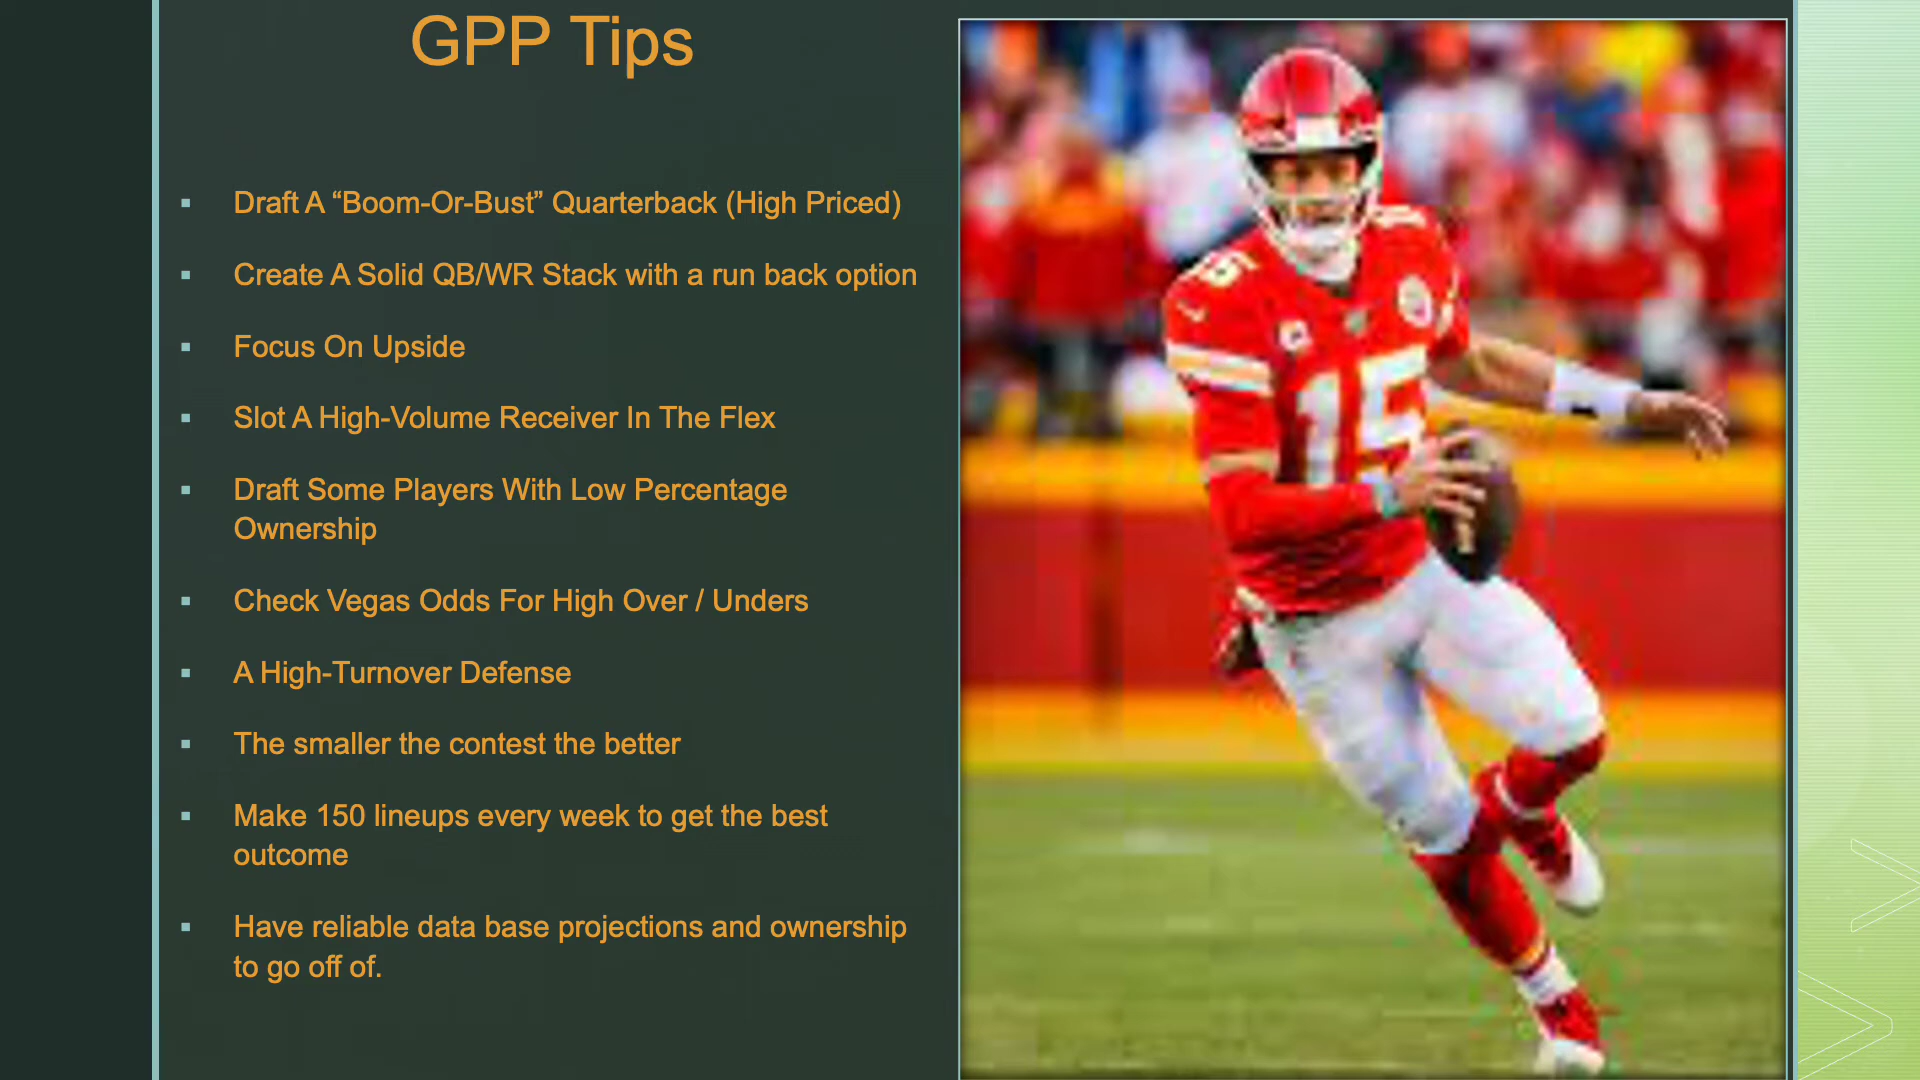 GPP Tips
Draft A “Boom-Or-Bust” Quarterback (High Priced)
Create A Solid QB/WR Stack with a run back option
Focus On Upside
Slot A High-Volume Receiver In The Flex
Draft Some Players With Low Percentage
Ownership
Check Vegas Odds For High Over / Unders
A High-Turnover Defense
The smaller the contest the better
Make 150 lineups every week to get the best
outcome
Have reliable data base projections and ownership
to go off of.
15
15